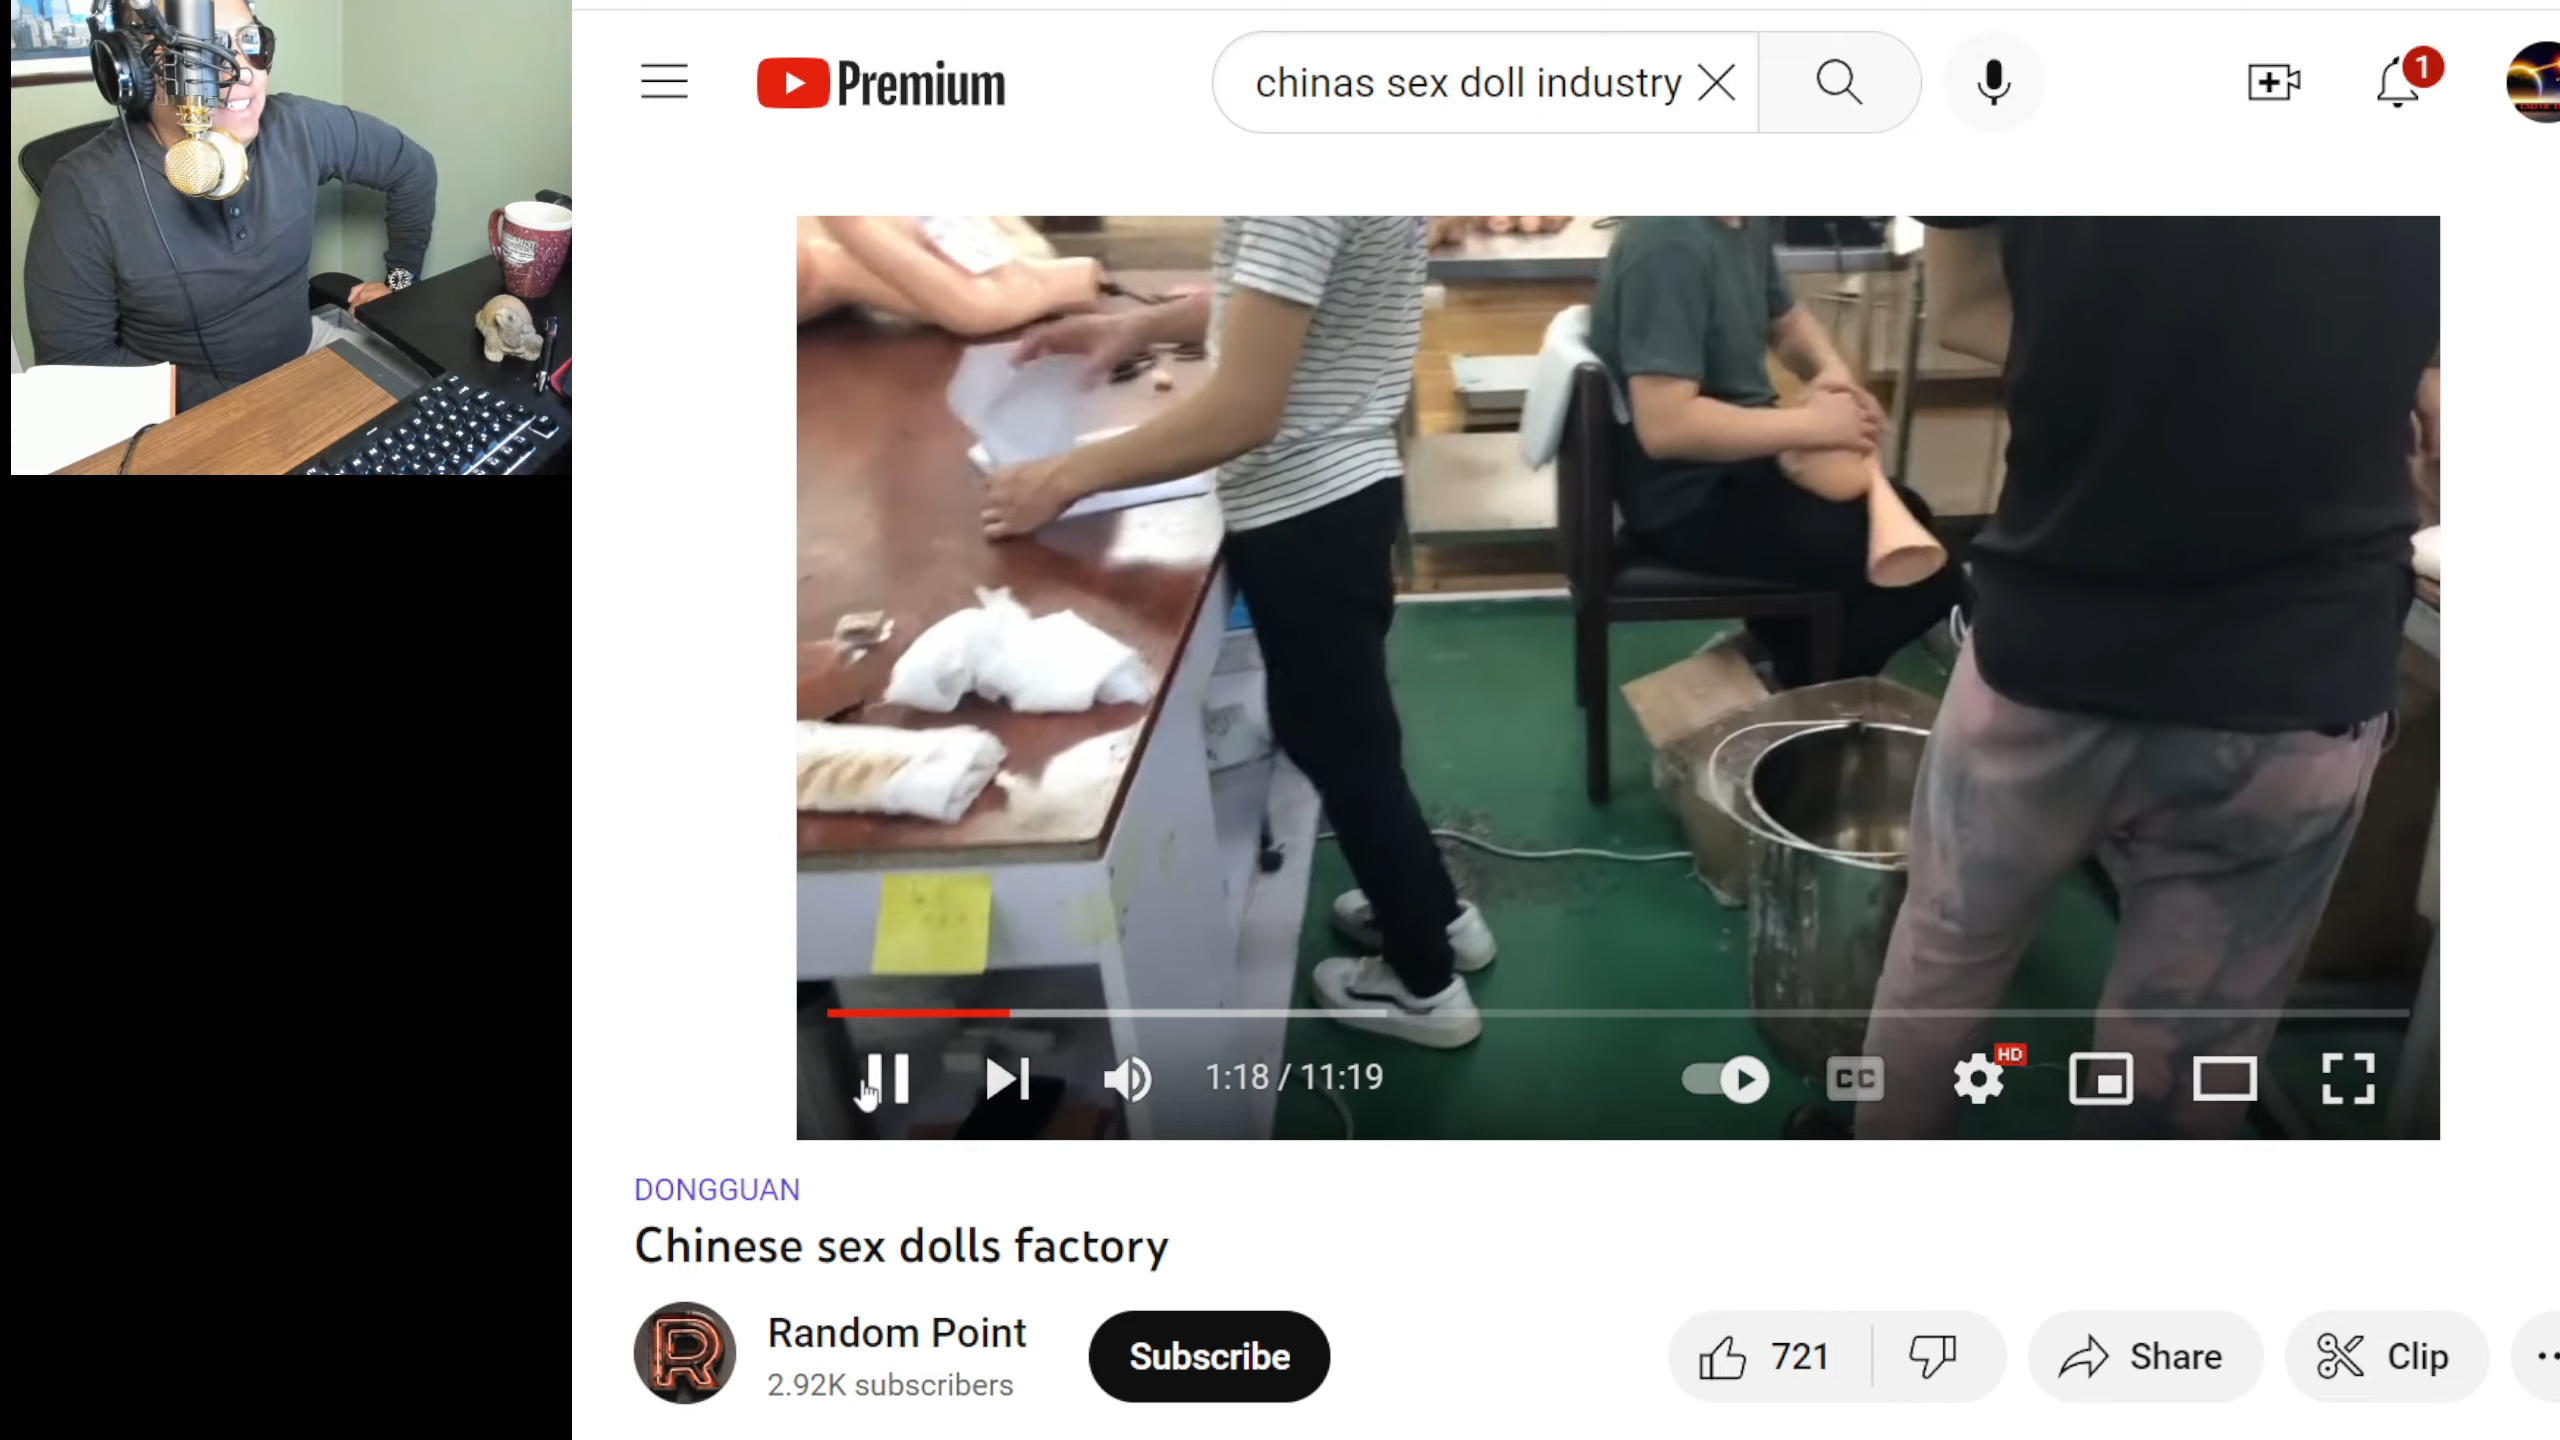 Premium
chinas sex doll industry
1
HD
CC
1:18 / 11:19
DONGGUAN
Chinese sex dolls factory
R
Random Point
2.92K subscribers
Subscribe
721
Share
Clip